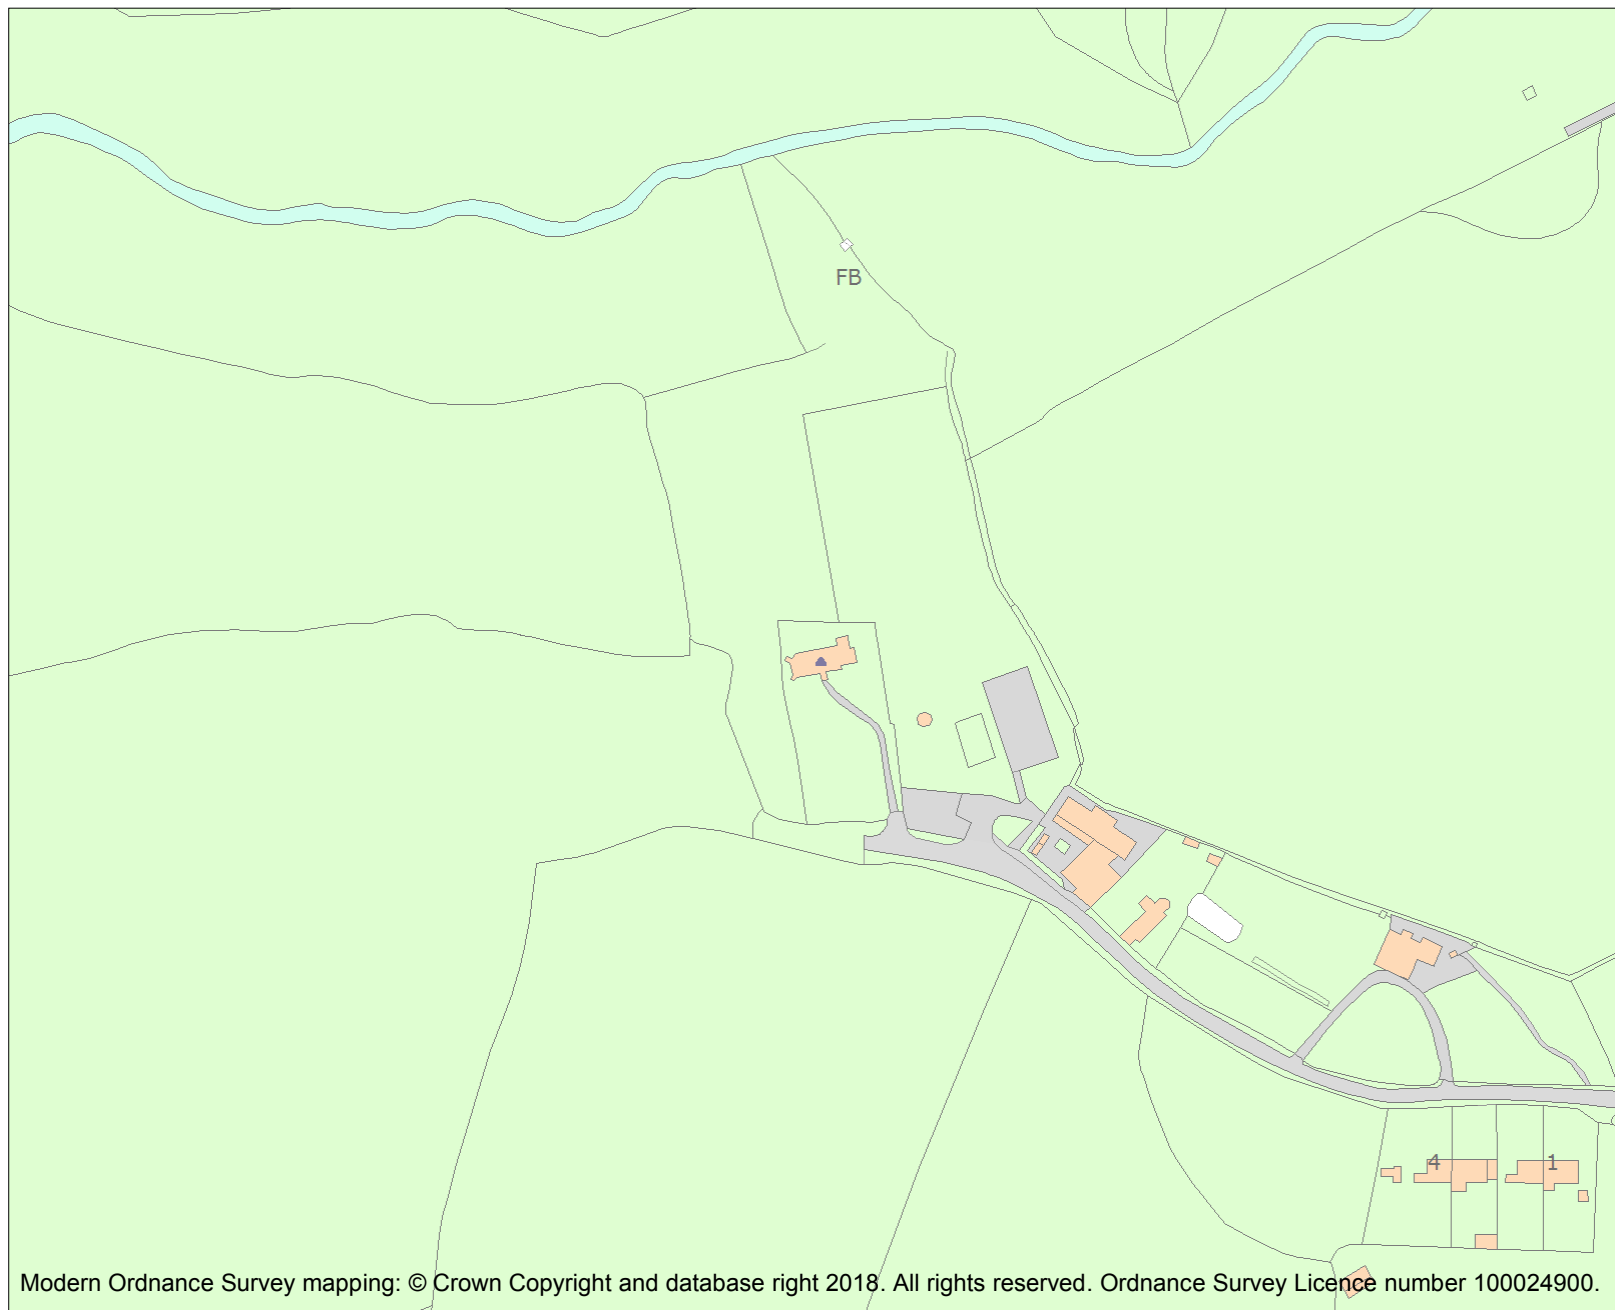 FB
4
1
Modern Ordnance Survey mapping: © Crown Copyright and database right 2018. All rights reserved. Ordnance Survey Licence number 100024900.